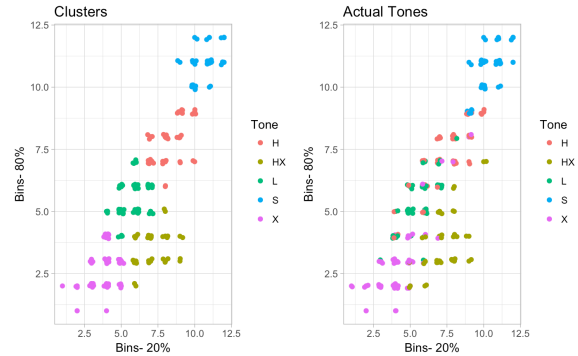 Clusters
Bins- 80%
12.5
10.0
7.5
5.0
2.5
2.5 5.0 7.5 10.0 12.5
Bins- 20%
Tone
H
HX
L
S
X
Actual Tones
Bins- 80%
12.5
10.0
7.5
5.0
2.5
2.5 5.0 7.5 10.0 12.5
Bins- 20%
Tone
H
HX
L
S
X